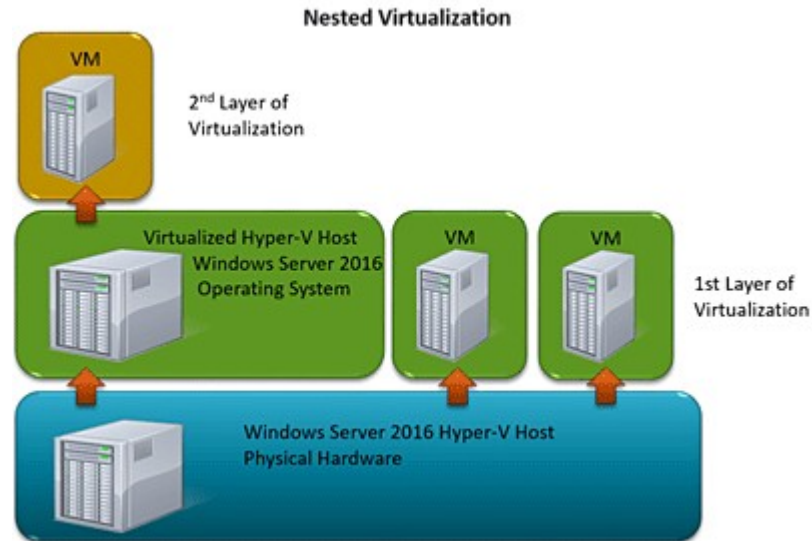 Nested Virtualization
VM
2nd Layer of
Virtualization
Virtualized Hyper-V Host
Windows Server 2016
Operating System
VM
VM
1st Layer of
Virtualization
Windows Server 2016 Hyper-V Host
Physical Hardware